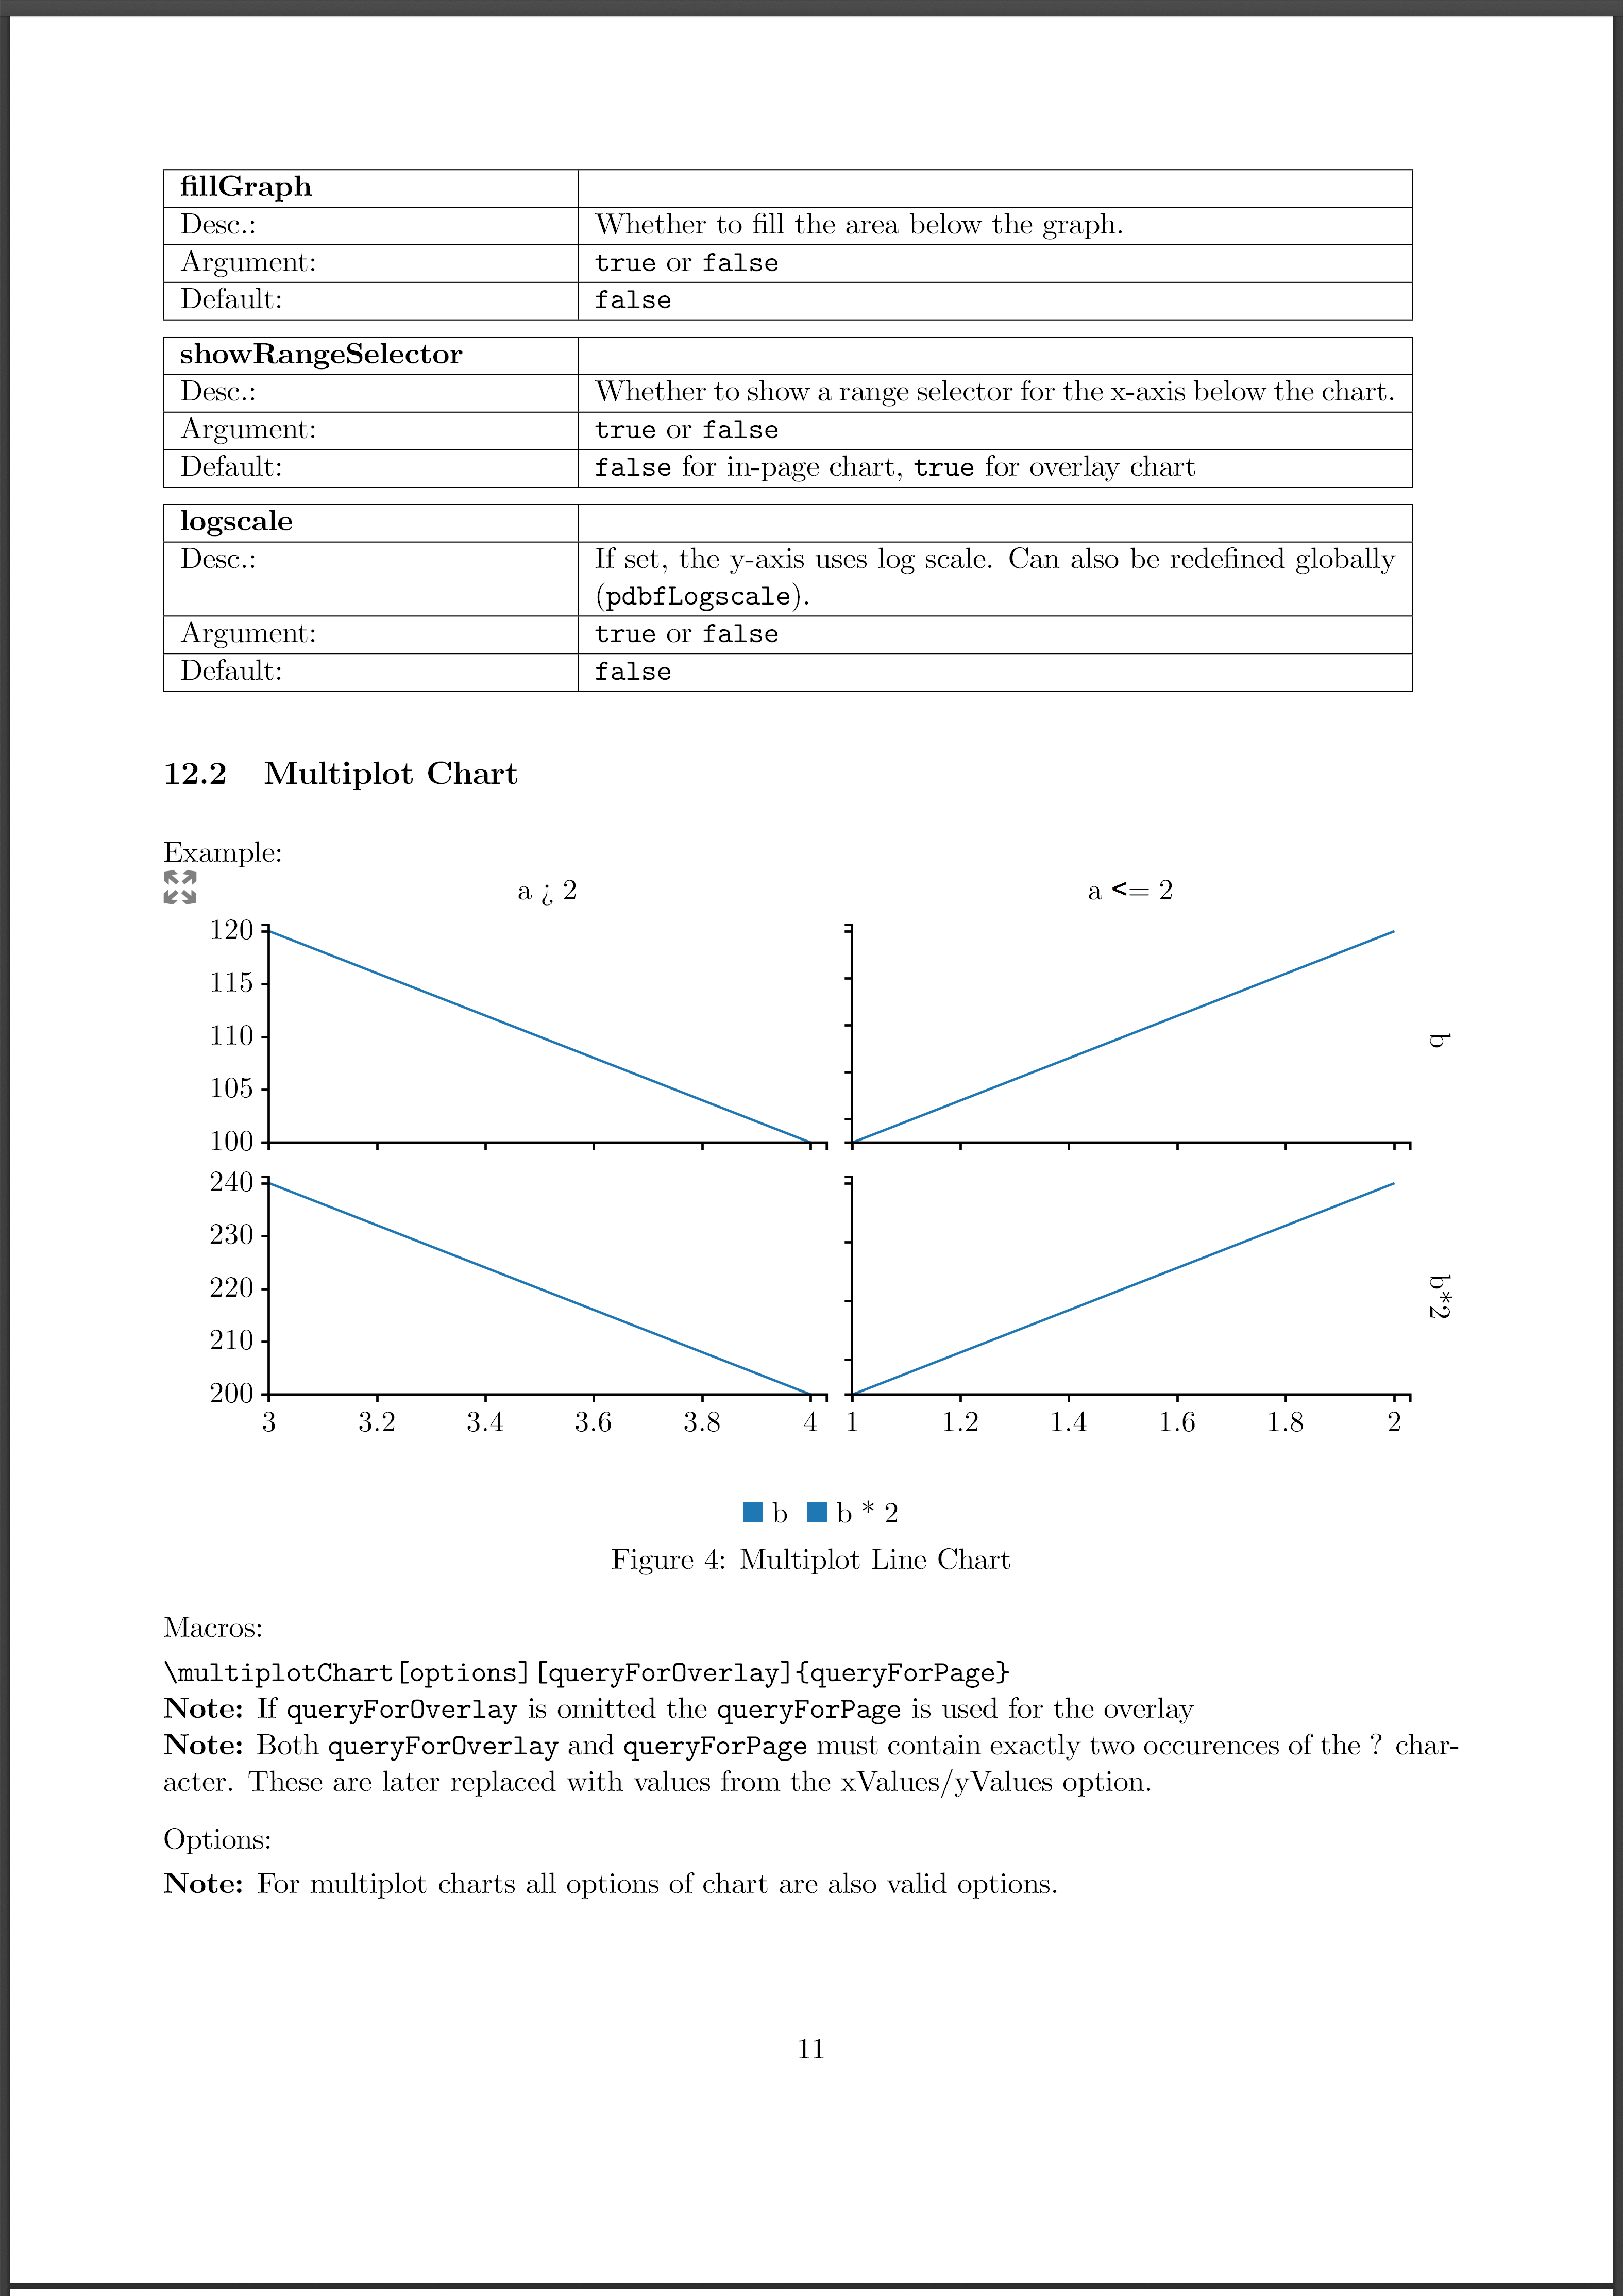 fillGraph
Desc.: Whether to fill the area below the graph.
Argument: true or false
Default: false
showRangeSelector
Desc.: Whether to show a range selector for the x-axis below the chart.
Argument: true or false
Default: false for in-page chart, true for overlay chart
logscale
Desc.: If set, the y-axis uses log scale. Can also be redefined globally
(pdbfLogscale).
Argument: true or false
Default: false
12.2 Multiplot Chart
Example:
a ¿ 2
a <= 2
120
115
110
105
100
b
240
230
220
210
200
b*2
3 3.2 3.4 3.6 3.8 4 1 1.2 1.4 1.6 1.8 2
b b * 2
Figure 4: Multiplot Line Chart
Macros:
\multiplotChart[options][queryForOverlay]{queryForPage}
Note: If queryForOverlay is omitted the queryForPage is used for the overlay
Note: Both queryForOverlay and queryForPage must contain exactly two occurences of the ? char-
acter. These are later replaced with values from the xValues/yValues option.
Options:
Note: For multiplot charts all options of chart are also valid options.
11